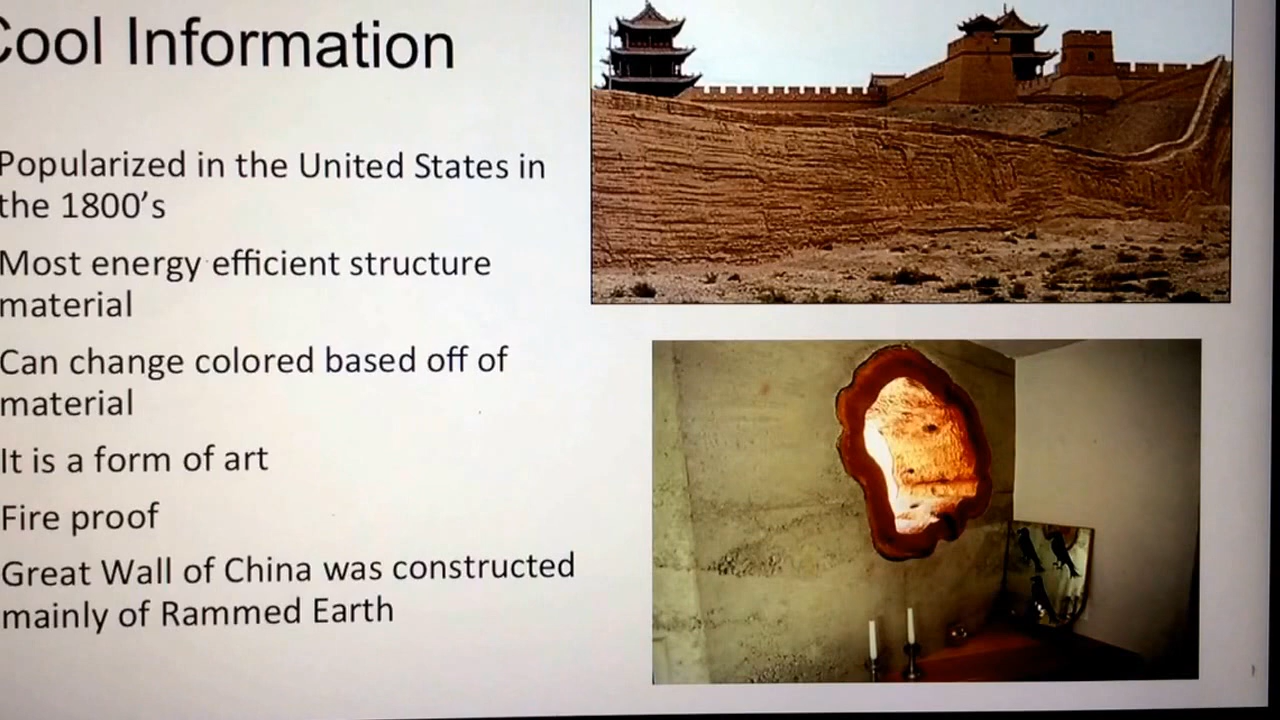 Cool Information
Popularized in the United States in
the 1800's
Most energy efficient structure
material
Can change colored based off of
material
It is a form of art
Fire proof
Great Wall of China was constructed
mainly of Rammed Earth